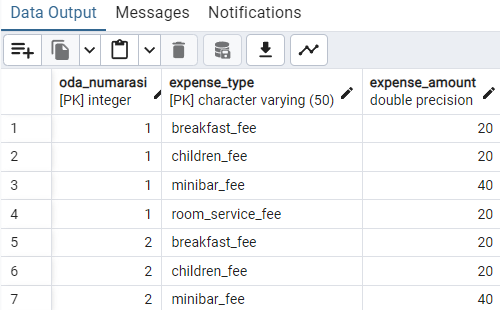 Data Output Messages Notifications
oda_numarasi expense_type expense_amount
[PK] integer [PK] character varying (50) double precision
1 1 breakfast_fee 20
2 1 children_fee 20
3 1 minibar_fee 40
4 1 room_service_fee 20
5 2 breakfast_fee 20
6 2 children_fee 20
7 2 minibar_fee 40